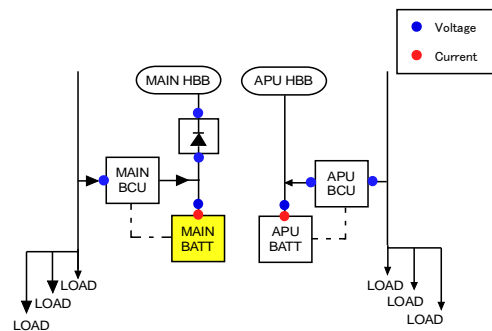 Voltage
Current
MAIN HBB
APU HBB
MAIN
BCU
APU
BCU
MAIN
BATT
APU
BATT
LOAD
LOAD
LOAD
LOAD
LOAD
LOAD